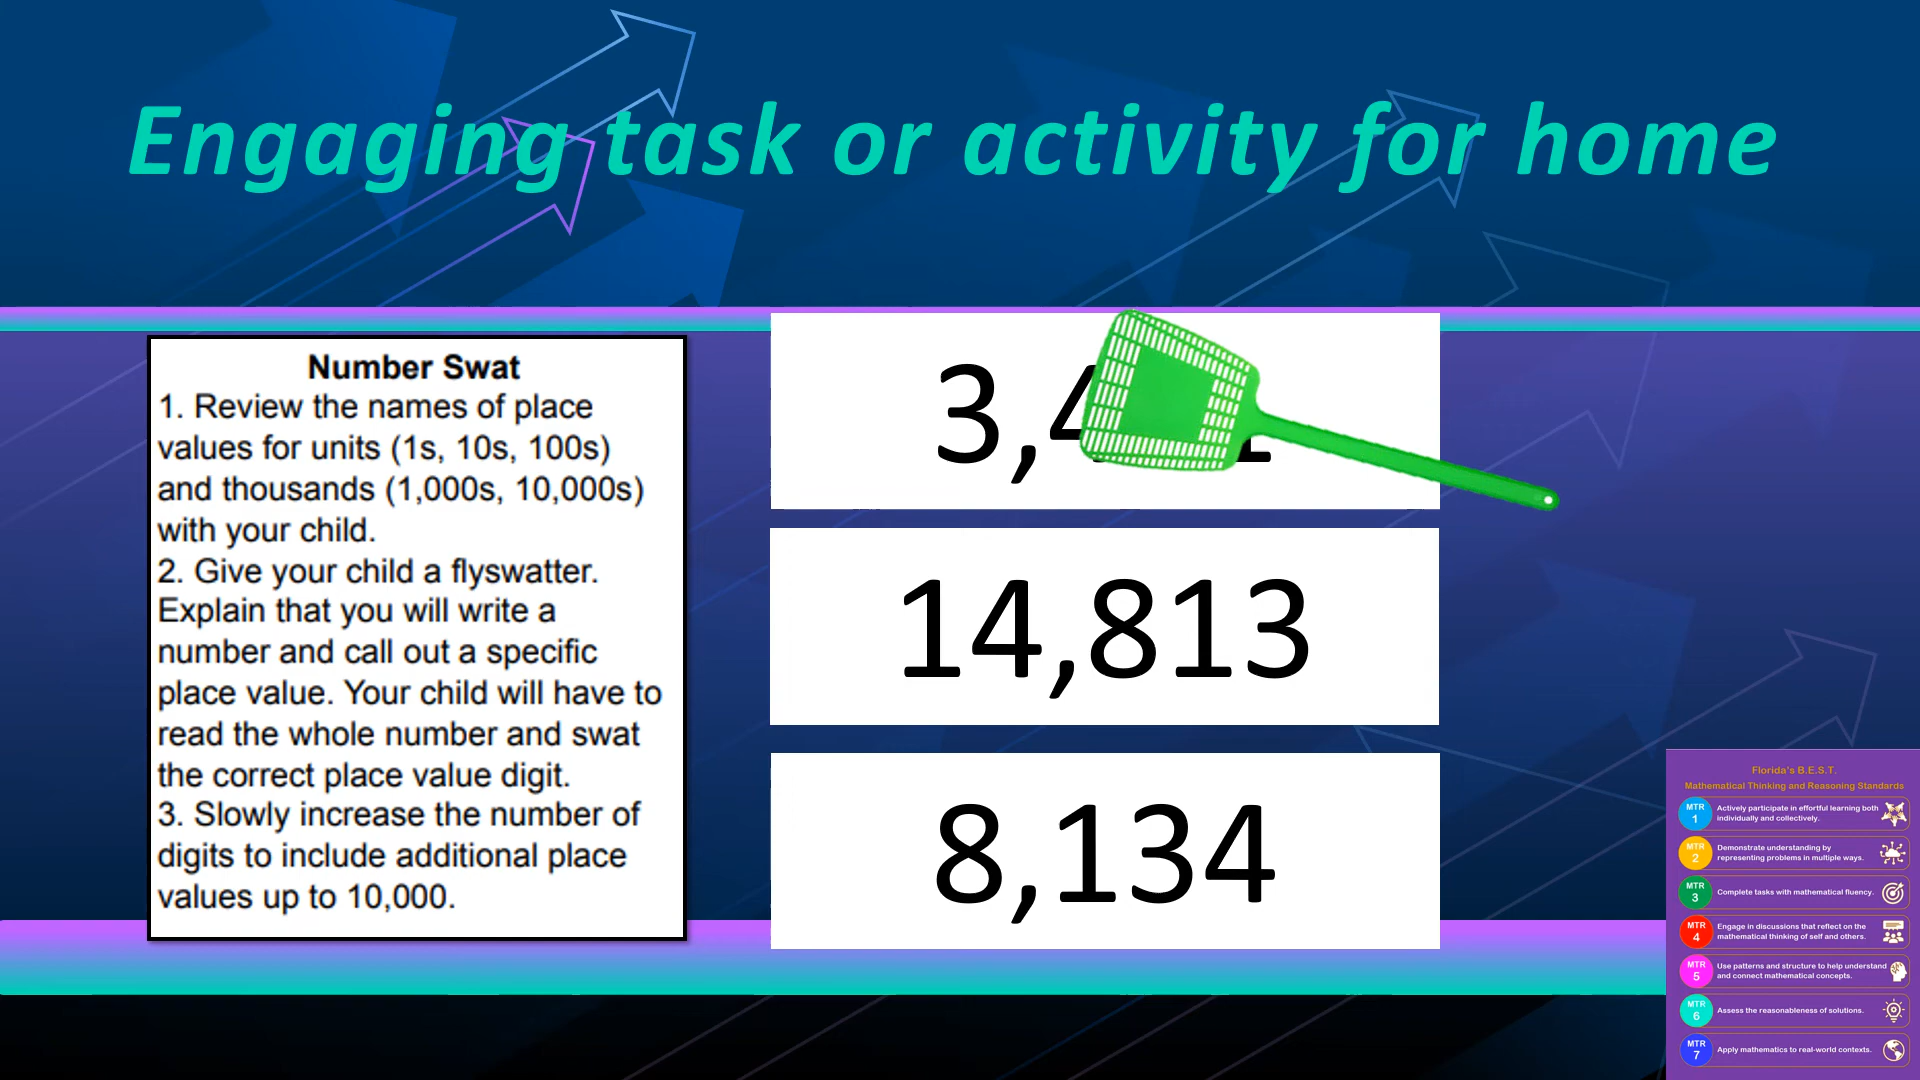 Engaging task or activity for home
Number Swat
1. Review the names of place
values for units (1s, 10s, 100s)
and thousands (1,000s, 10,000s)
with your child.
2. Give your child a flyswatter.
Explain that you will write a
number and call out a specific
place value. Your child will have to
read the whole number and swat
the correct place value digit.
3. Slowly increase the number of
digits to include additional place
values up to 10,000.
14,813
8,134
Florida's B.E.S.T.
Mathematical Thinking and Reasoning Standards
MTR
1
Actively participate in effortful learning both
individually and collectively.
MTR
2
Demonstrate understanding by
representing problems in multiple ways.
MTR
3
Complete tasks with mathematical fluency.
MTR
4
Engage in discussions that reflect on the
mathematical thinking of self and others.
MTR
5
Use patterns and structure to help understand
and connect mathematical concepts.
MTR
6
Assess the reasonableness of solutions.
MTR
7
Apply mathematics to real-world contexts.